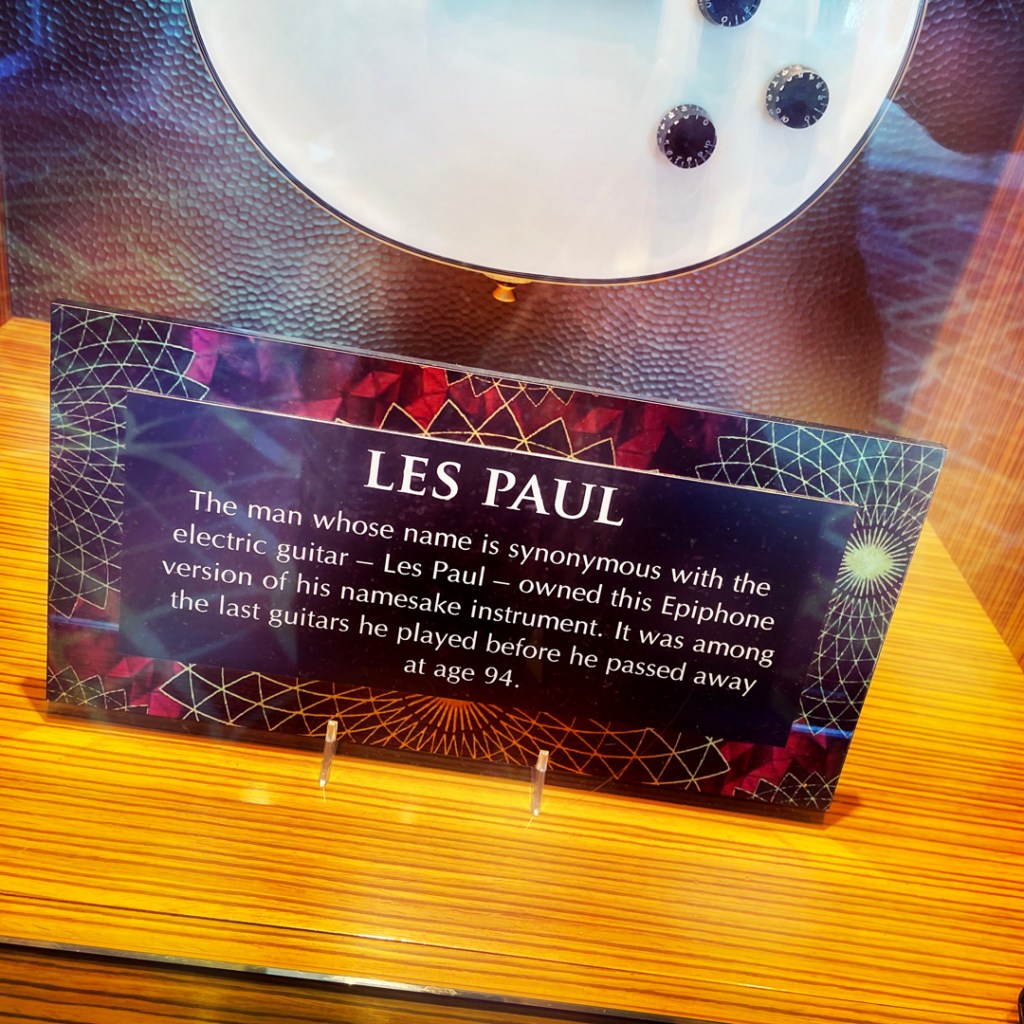 LES PAUL
The man whose name is synonymous with the
electric guitar – Les Paul – owned this Epiphone
version of his namesake instrument. It was among
the last guitars he played before he passed away
at age 94.